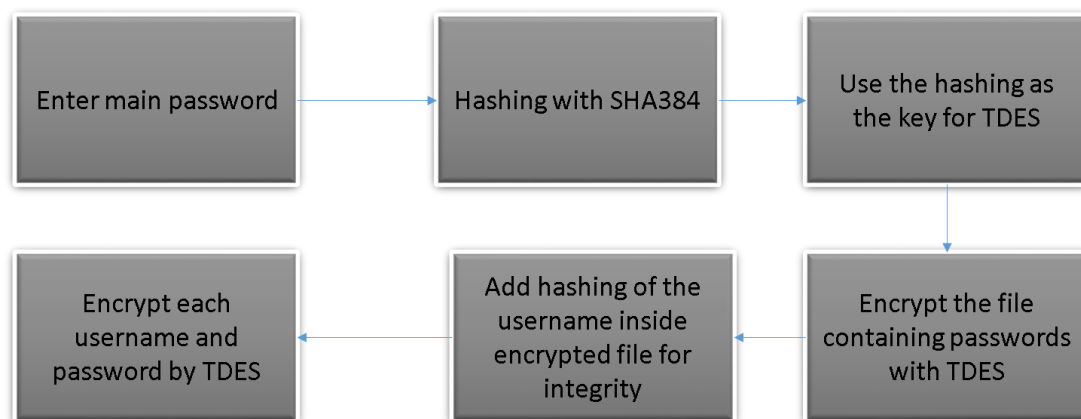 Enter main password
Hashing with SHA384
Use the hashing as
the key for TDES
Encrypt the file
containing passwords
with TDES
Add hashing of the
username inside
encrypted file for
integrity
Encrypt each
username and
password by TDES